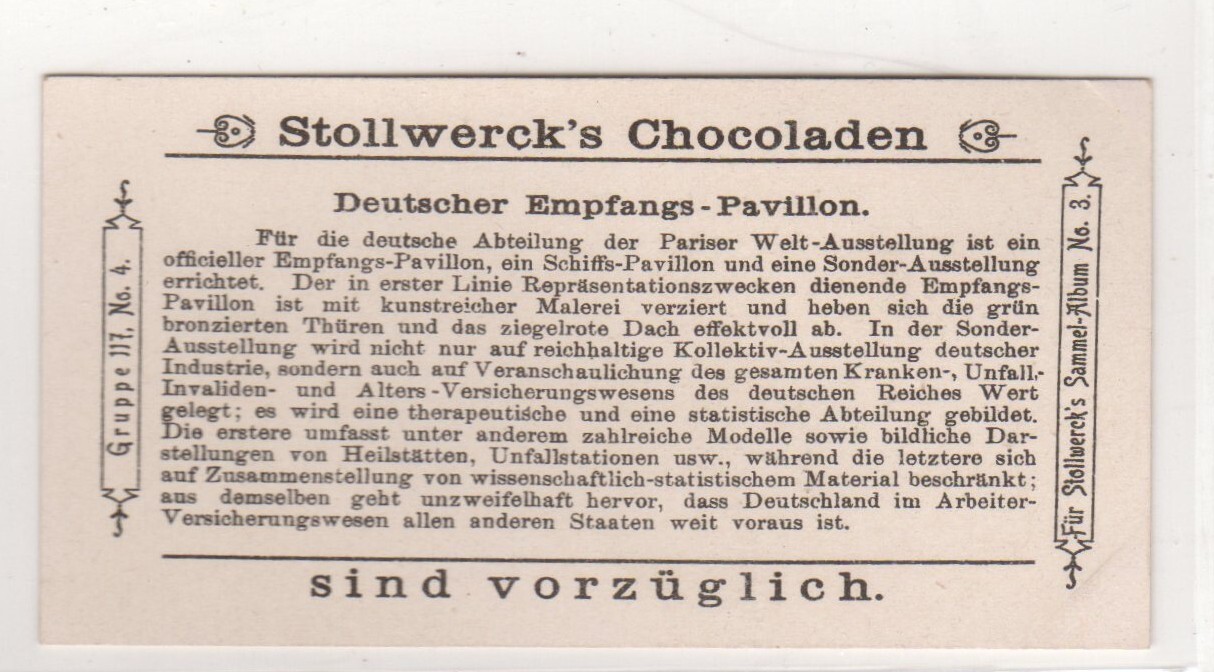 Stollwerck's Chocoladen
Gruppe 117. No. 4.
Deutscher Empfangs-Pavillon.
Für die deutsche Abteilung der Pariser Welt-Ausstellung ist ein
officieller Empfangs-Pavillon, ein Schiffs-Pavillon und eine Sonder-Ausstellung
errichtet. Der in erster Linie Repräsentationszwecken dienende Empfangs-
Pavillon ist mit kunstreicher Malerei verziert und heben sich die grün
bronzierten Thüren und das ziegelrote Dach effektvoll ab. In der Sonder-
Ausstellung wird nicht nur auf reichhaltige Kollektiv-Ausstellung deutscher
Industrie, sondern auch auf Veranschaulichung des gesamten Kranken-, Unfall-
Invaliden- und Alters-Versicherungswesens des deutschen Reiches Wert
gelegt; es wird eine therapeutische und eine statistische Abteilung gebildet.
Die erstere umfasst unter anderem zahlreiche Modelle sowie bildliche Dar-
stellungen von Heilstätten, Unfallstationen usw., während die letztere sich
auf Zusammenstellung von wissenschaftlich-statistischem Material beschränkt;
aus demselben geht unzweifelhaft hervor, dass Deutschland im Arbeiter-
Versicherungswesen allen anderen Staaten weit voraus ist.
Für Stollwerck's Sammel-Album No. 3.
sind vorzüglich.